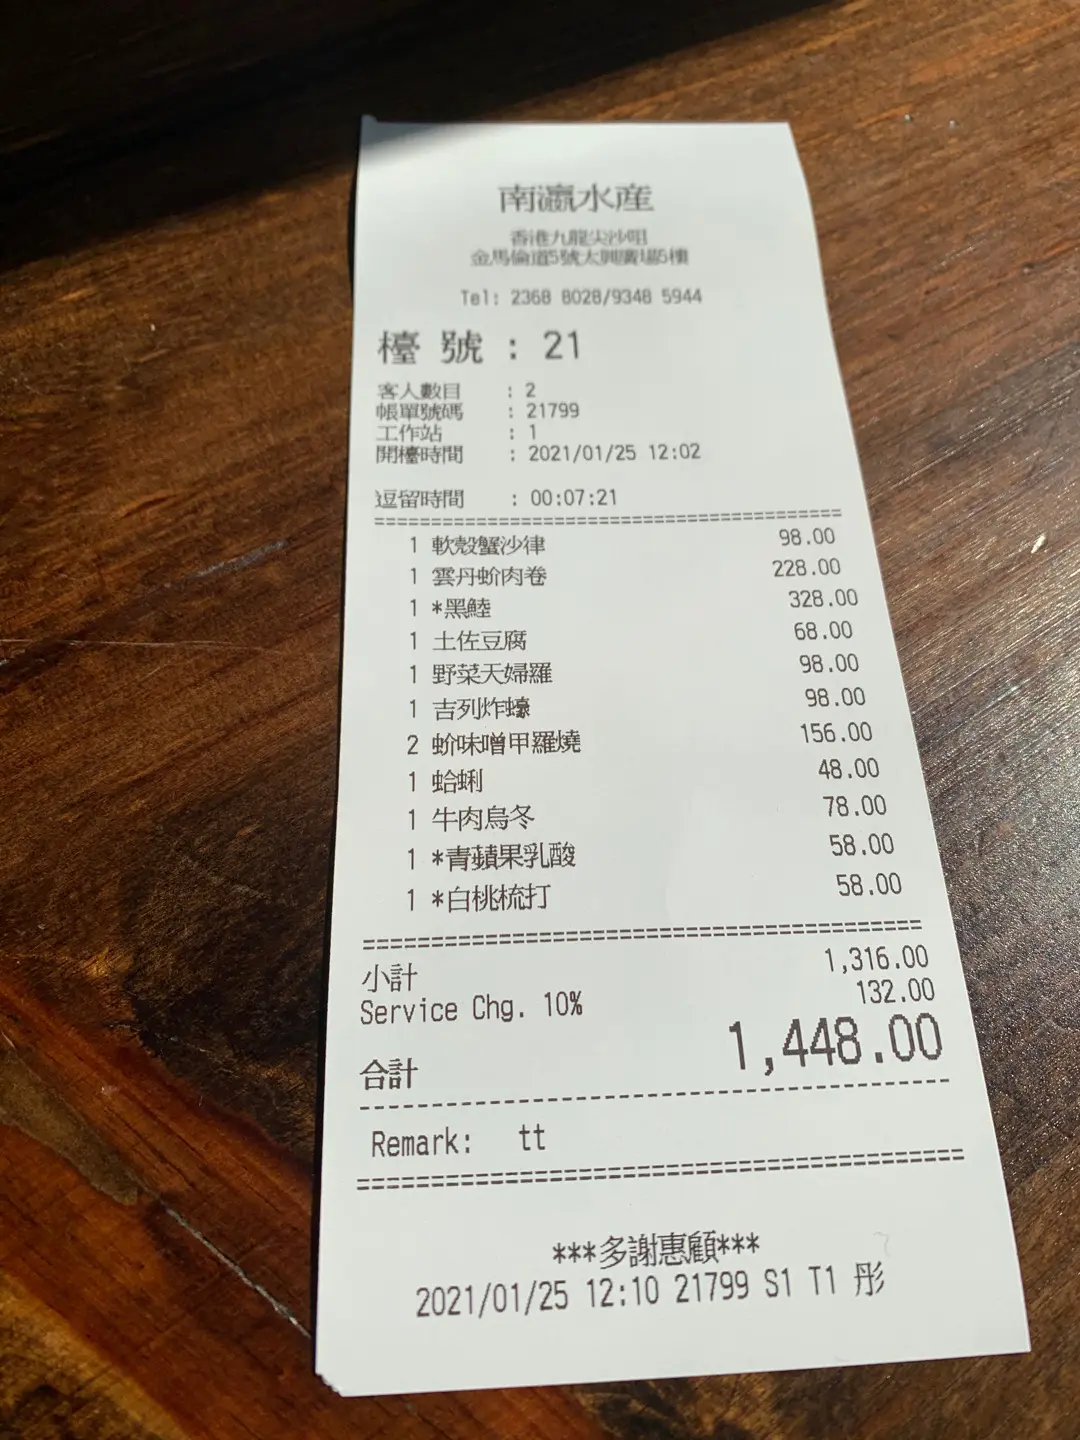 南瀛水産
香港九龍尖沙咀
金馬倫道5號太興廣場5樓
Tel: 2368 8028/9348 5944
檯 號 : 21
客人數目 : 2
帳單號碼 : 21799
工作站 : 1
開檯時間 : 2021/01/25 12:02
逗留時間 : 00:07:21
1 軟殼蟹沙律 98.00
1 雲丹蚧肉卷 228.00
1 *黑鯥 328.00
1 土佐豆腐 68.00
1 野菜天婦羅 98.00
1 吉列炸蠔 98.00
2 蚧味噌甲羅燒 156.00
1 蛤蜊 48.00
1 牛肉烏冬 78.00
1 *青蘋果乳酸 58.00
1 *白桃梳打 58.00
小計 1,316.00
Service Chg. 10% 132.00
合計 1,448.00
Remark: tt
***多謝惠顧***
2021/01/25 12:10 21799 S1 T1 彤